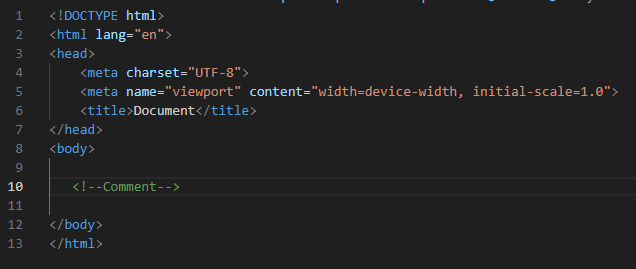 1 <!DOCTYPE html>
2 <html lang="en">
3 <head>
4     <meta charset="UTF-8">
5     <meta name="viewport" content="width=device-width, initial-scale=1.0">
6     <title>Document</title>
7 </head>
8 <body>
9
10    <!--Comment-->
11
12 </body>
13 </html>